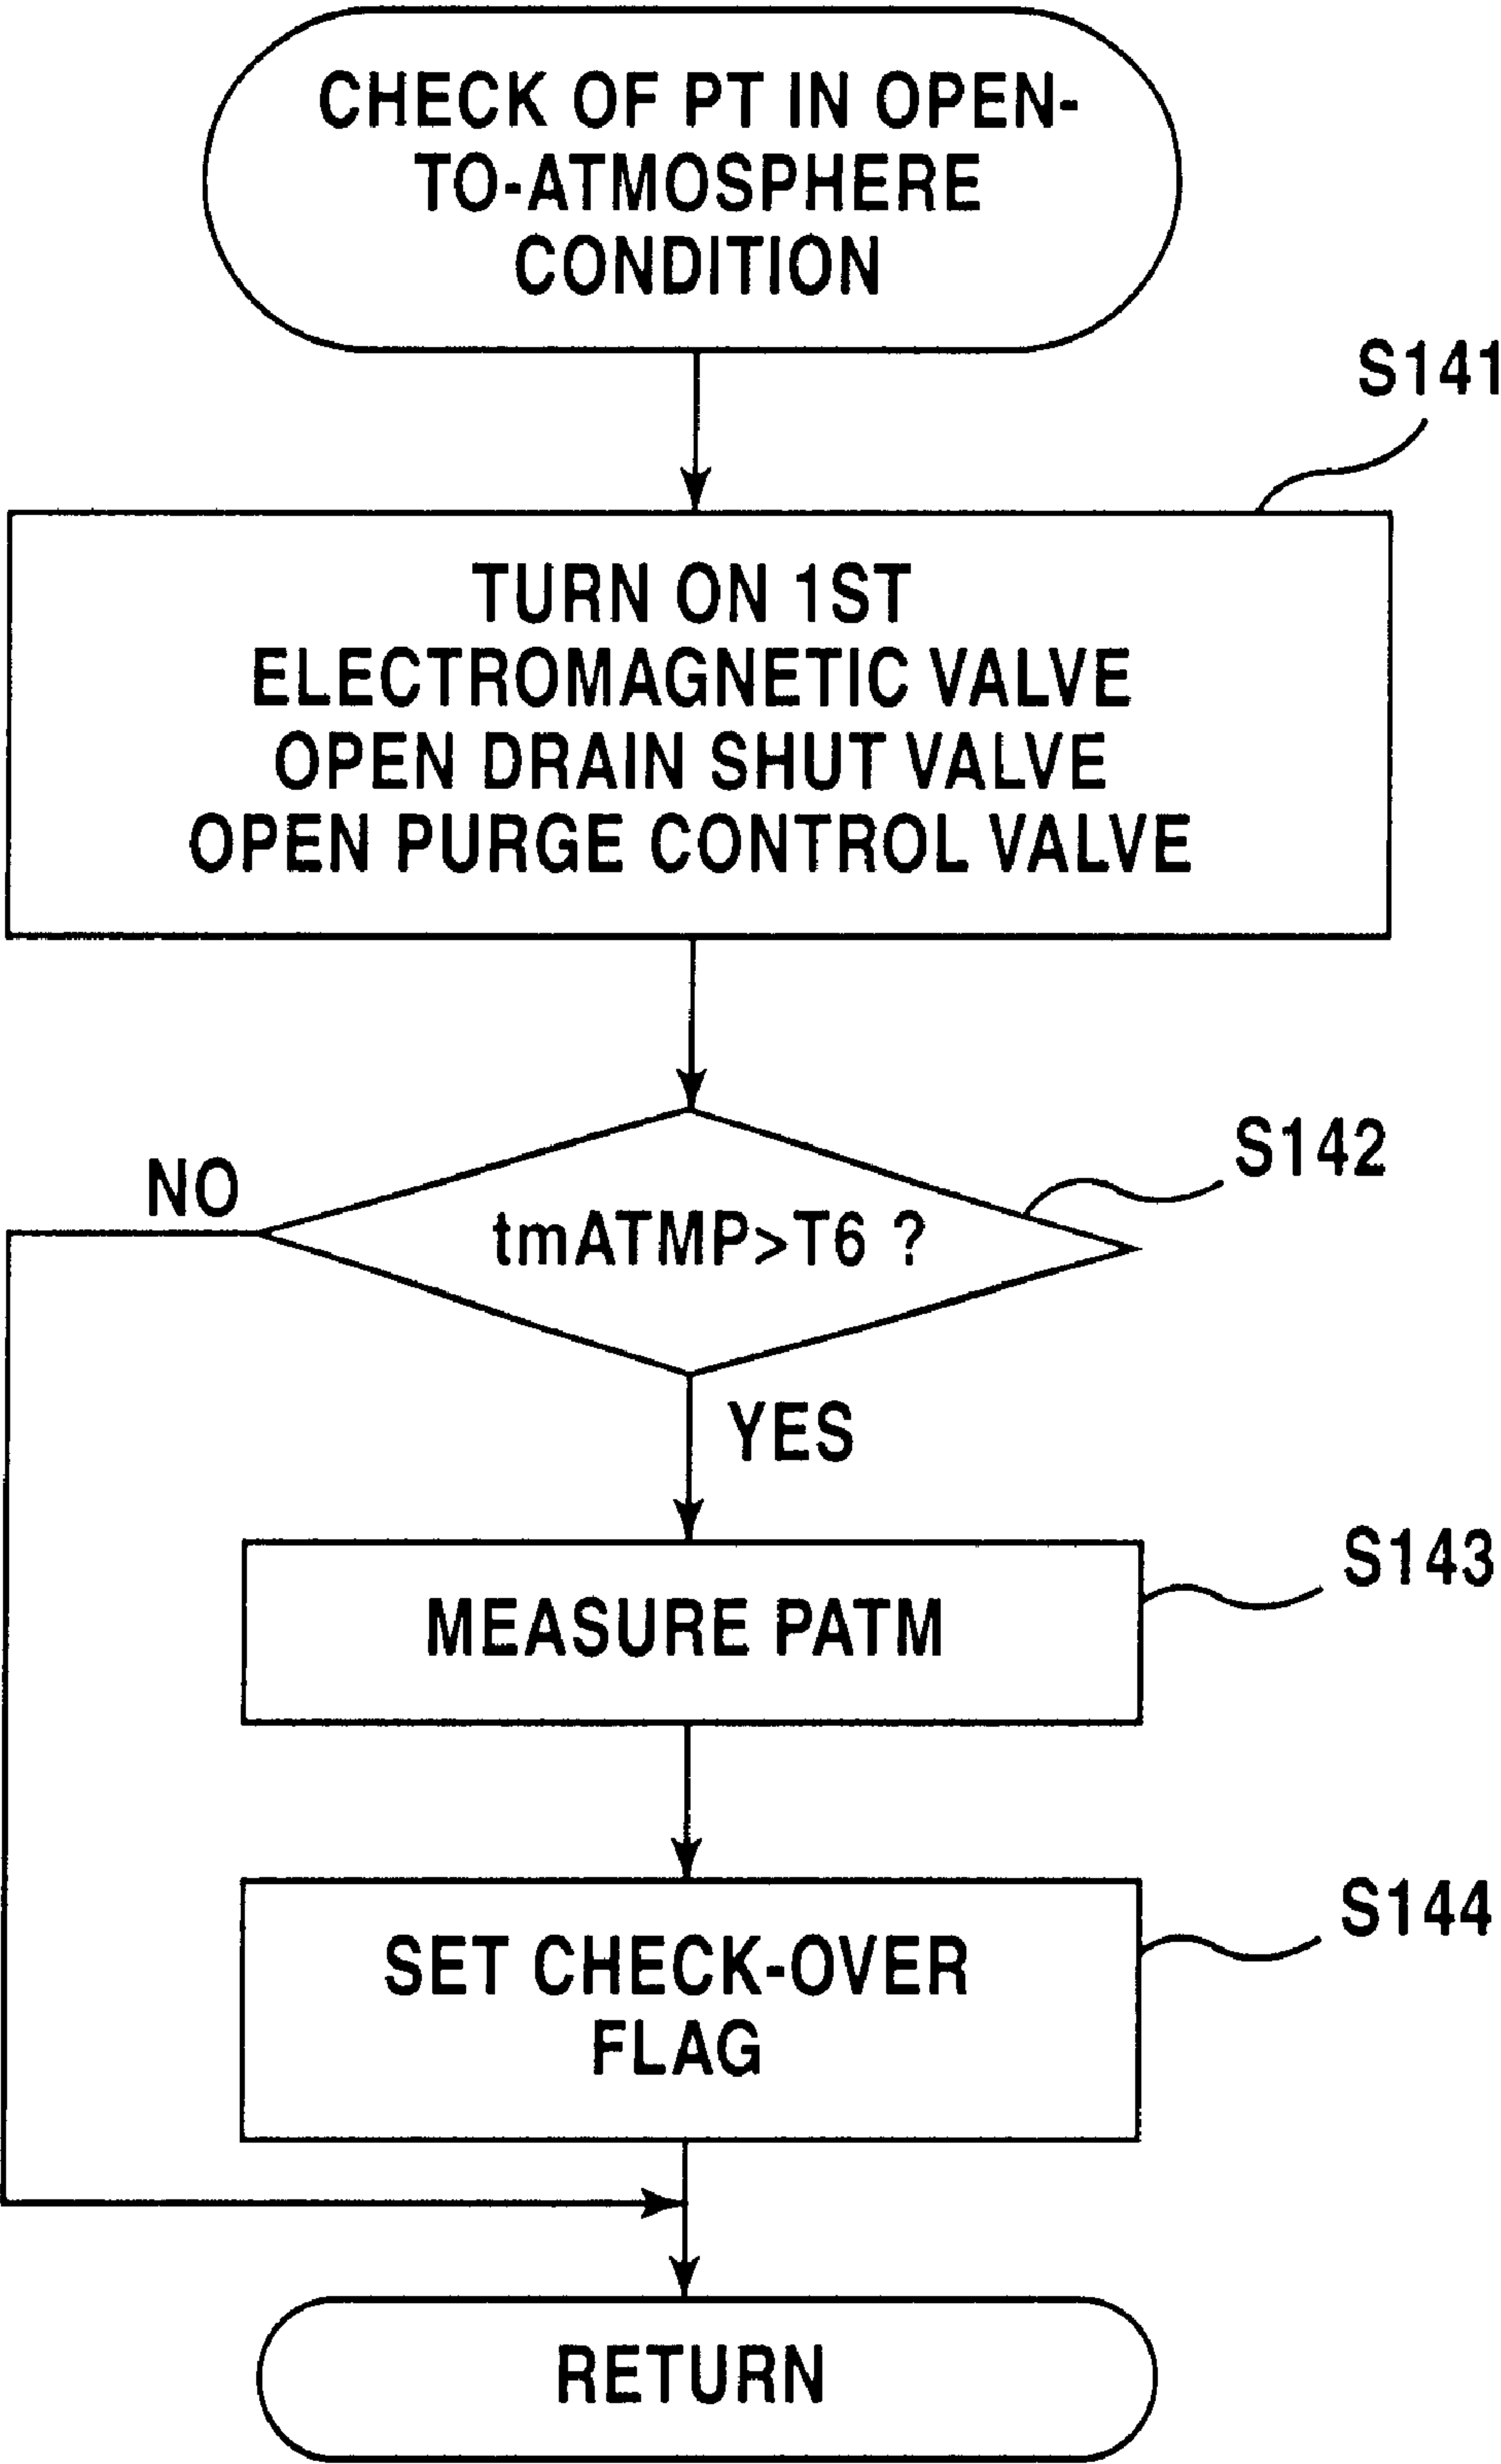 CHECK OF PT IN OPEN-
TO-ATMOSPHERE
CONDITION
S141
TURN ON 1ST
ELECTROMAGNETIC VALVE
OPEN DRAIN SHUT VALVE
OPEN PURGE CONTROL VALVE
S142
NO
tmATMP>T6 ?
YES
S143
MEASURE PATM
S144
SET CHECK-OVER
FLAG
RETURN